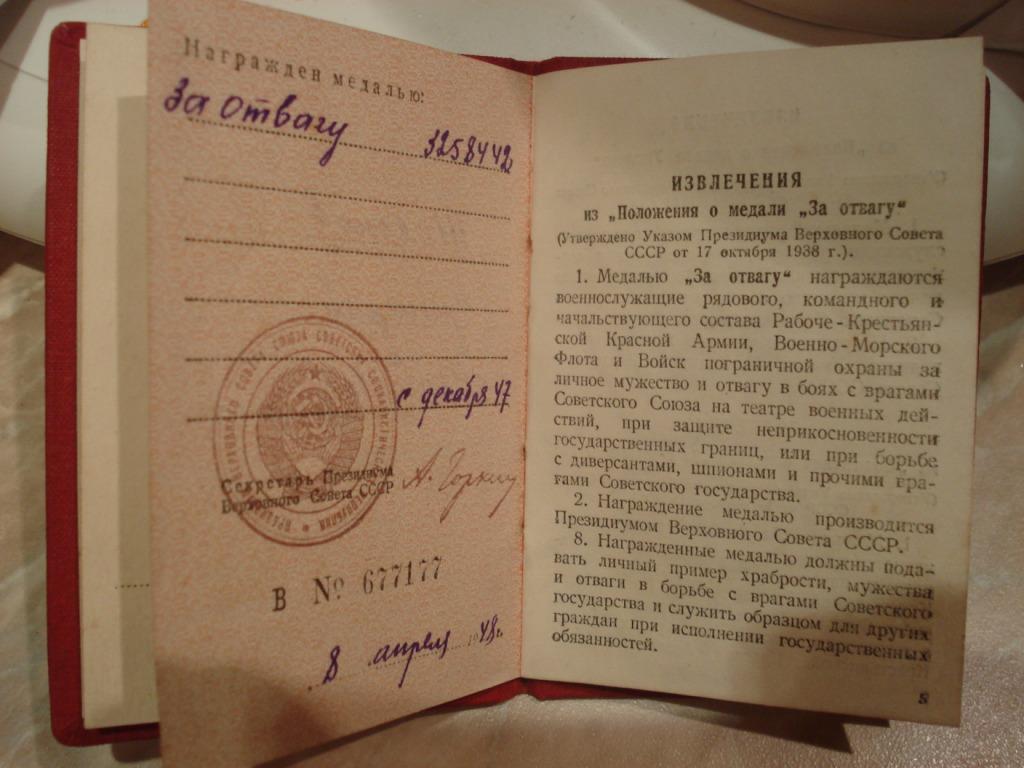 Награжден медалью:
За отвагу 3258442
с декабря 47
Секретарь Президиума
Верховного Совета СССР
А. Горкин
В № 677177
8 апреля 1948 г.
ИЗВЛЕЧЕНИЯ
из „Положения о медали „За отвагу“
(Утверждено Указом Президиума Верховного Совета
СССР от 17 октября 1938 г.).
1. Медалью „За отвагу“ награждаются
военнослужащие рядового, командного и
начальствующего состава Рабоче-Крестьян-
ской Красной Армии, Военно-Морского
Флота и Войск пограничной охраны за
личное мужество и отвагу в боях с врагами
Советского Союза на театре военных дей-
ствий, при защите неприкосновенности
государственных границ, или при борьбе
с диверсантами, шпионами и прочими вра-
гами Советского государства.
2. Награждение медалью производится
Президиумом Верховного Совета СССР.
8. Награжденные медалью должны пода-
вать личный пример храбрости, мужества
и отваги в борьбе с врагами Советского
государства и служить образцом для других
граждан при исполнении государственных
обязанностей.
5